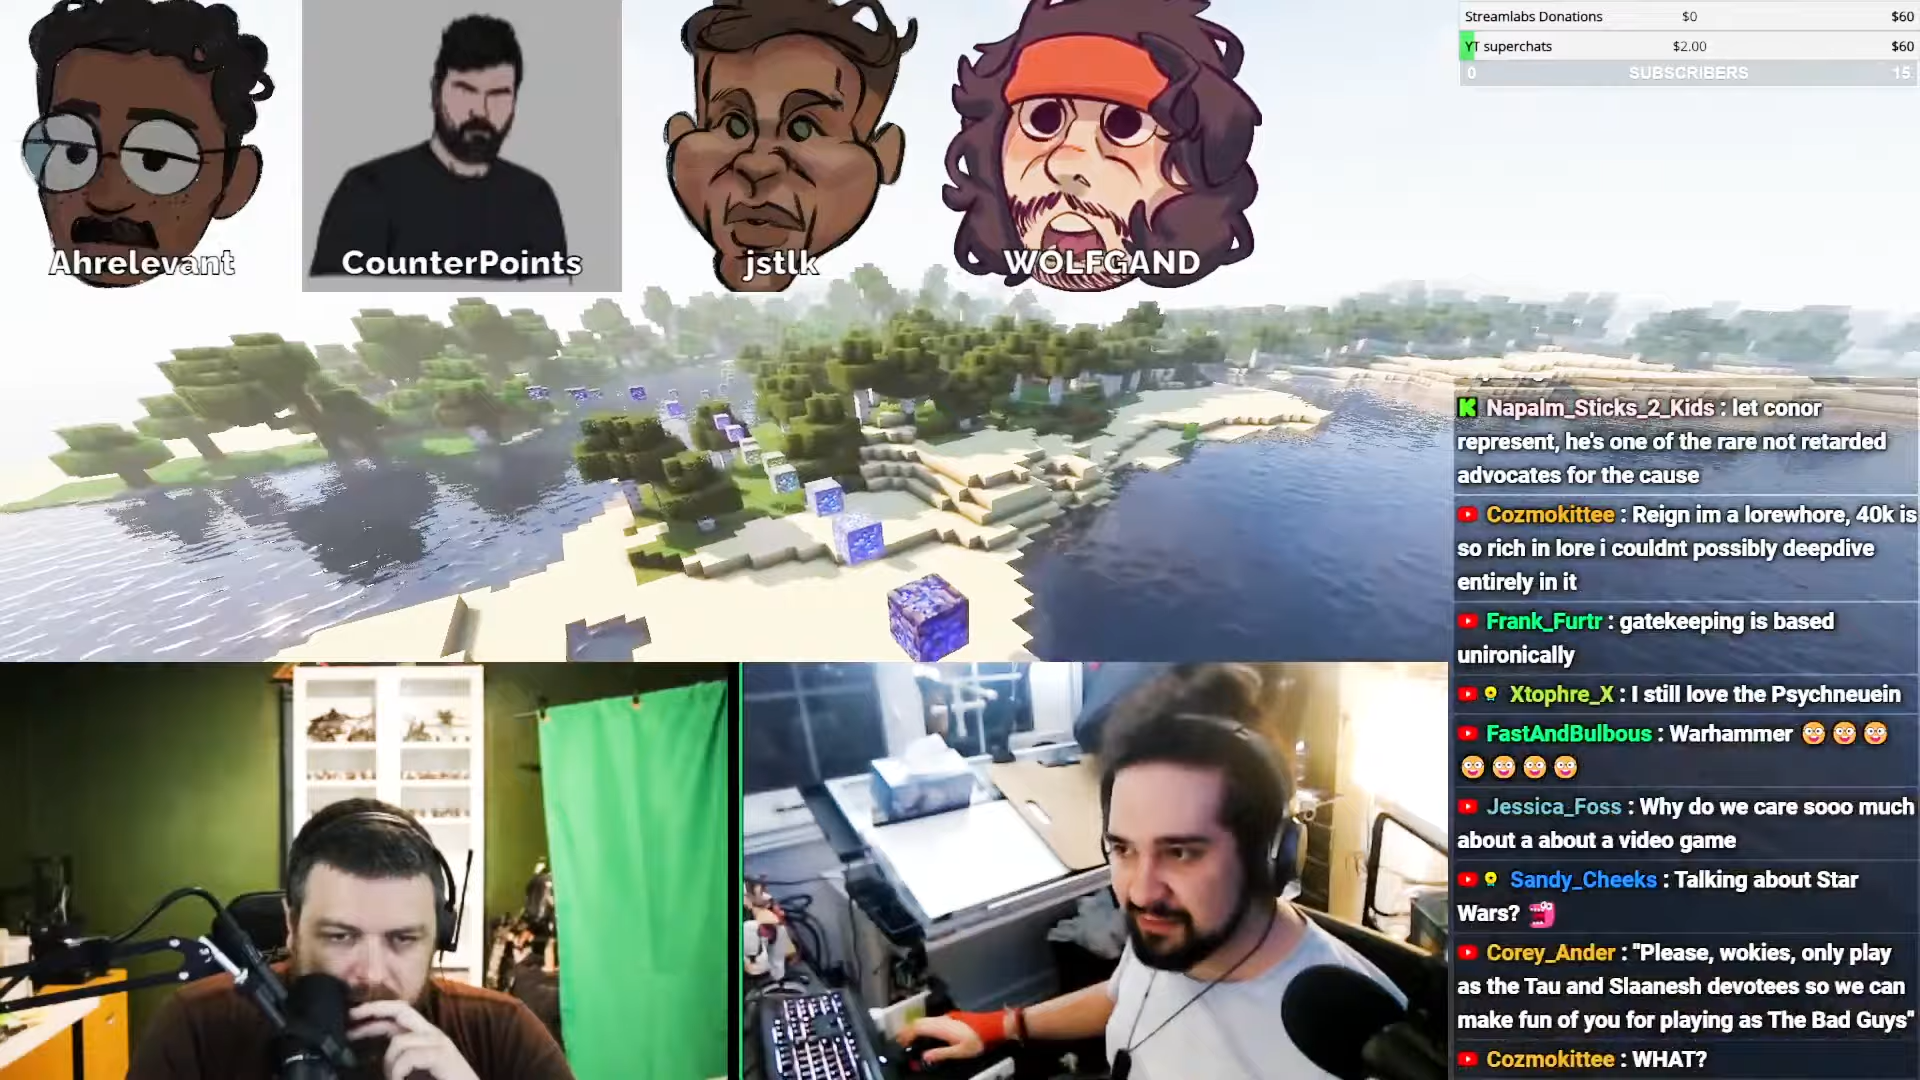 Streamlabs Donations $0 $60
YT superchats $2.00 $60
0 SUBSCRIBERS 15
Ahrelevant
CounterPoints
jstlk
WOLFGAND
Napalm_Sticks_2_Kids : let conor
represent, he's one of the rare not retarded
advocates for the cause
Cozmokittee : Reign im a lorewhore, 40k is
so rich in lore i couldnt possibly deepdive
entirely in it
Frank_Furtr : gatekeeping is based
unironically
Xtophre_X : I still love the Psychneuein
FastAndBulbous : Warhammer
Jessica_Foss : Why do we care sooo much
about a about a video game
Sandy_Cheeks : Talking about Star
Wars?
Corey_Ander : "Please, wokies, only play
as the Tau and Slaanesh devotees so we can
make fun of you for playing as The Bad Guys"
Cozmokittee : WHAT?